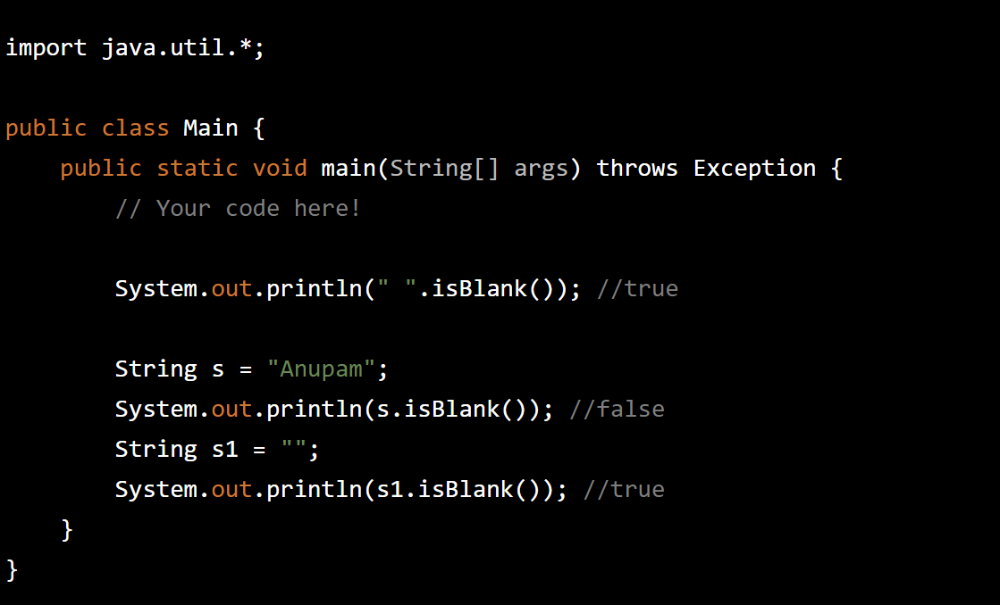 import java.util.*;
public class Main {
    public static void main(String[] args) throws Exception {
        // Your code here!
        System.out.println(" ".isBlank()); //true
        String s = "Anupam";
        System.out.println(s.isBlank()); //false
        String s1 = "";
        System.out.println(s1.isBlank()); //true
    }
}